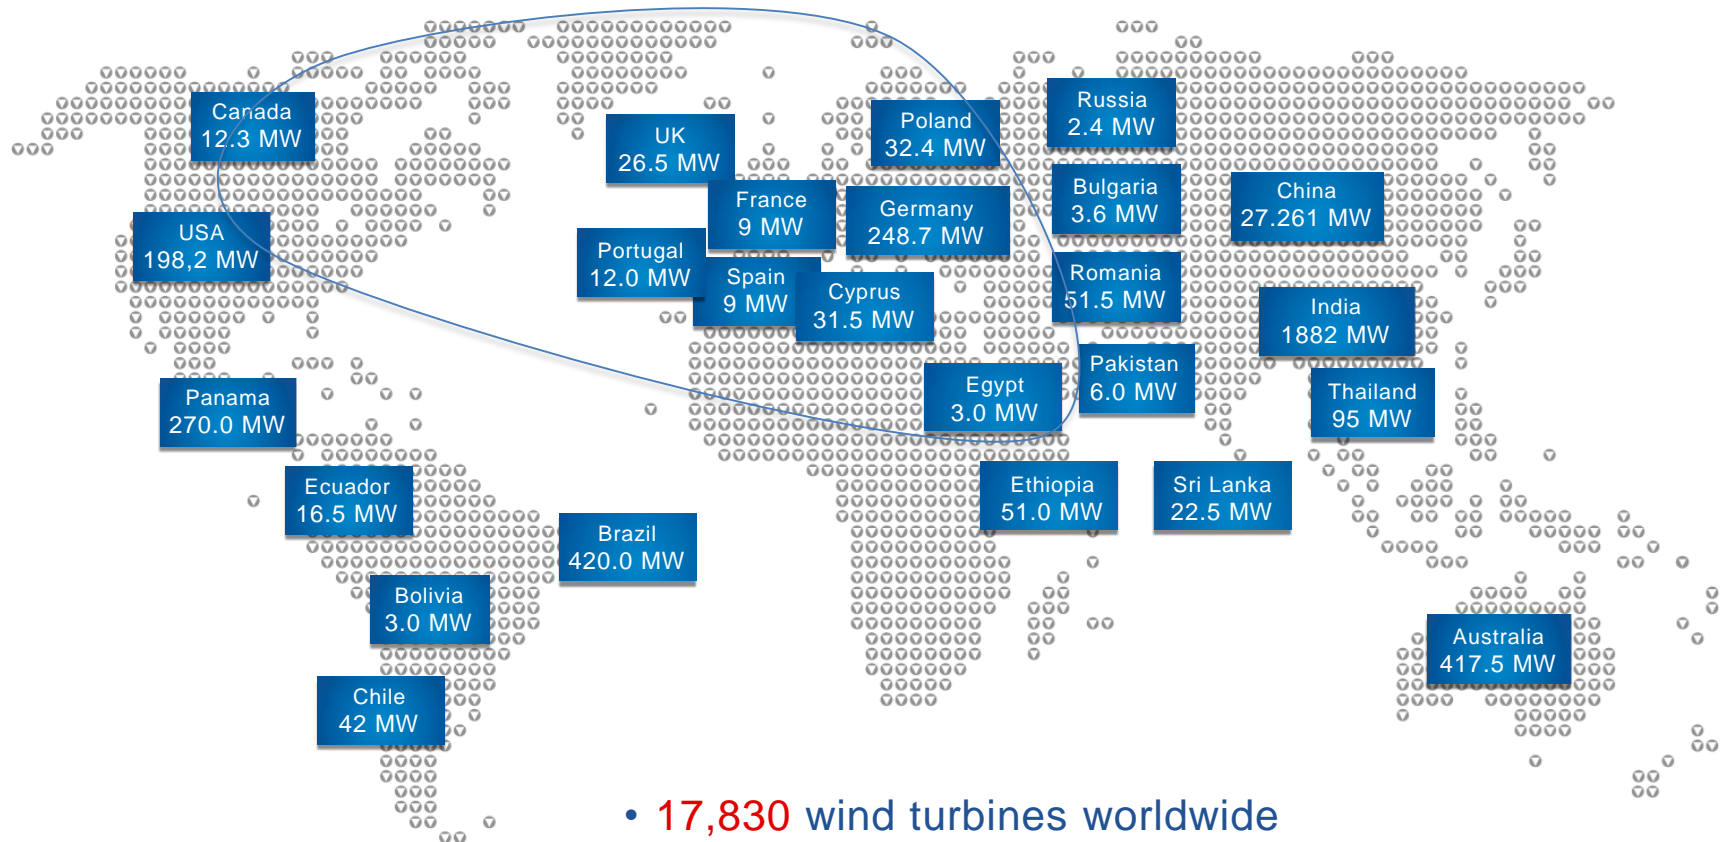 Canada
12.3 MW
USA
198,2 MW
Panama
270.0 MW
Ecuador
16.5 MW
Bolivia
3.0 MW
Chile
42 MW
Brazil
420.0 MW
UK
26.5 MW
France
9 MW
Portugal
12.0 MW
Spain
9 MW
Cyprus
31.5 MW
Germany
248.7 MW
Poland
32.4 MW
Russia
2.4 MW
Bulgaria
3.6 MW
Romania
51.5 MW
Egypt
3.0 MW
Pakistan
6.0 MW
Ethiopia
51.0 MW
Sri Lanka
22.5 MW
China
27.261 MW
India
1882 MW
Thailand
95 MW
Australia
417.5 MW
• 17,830 wind turbines worldwide